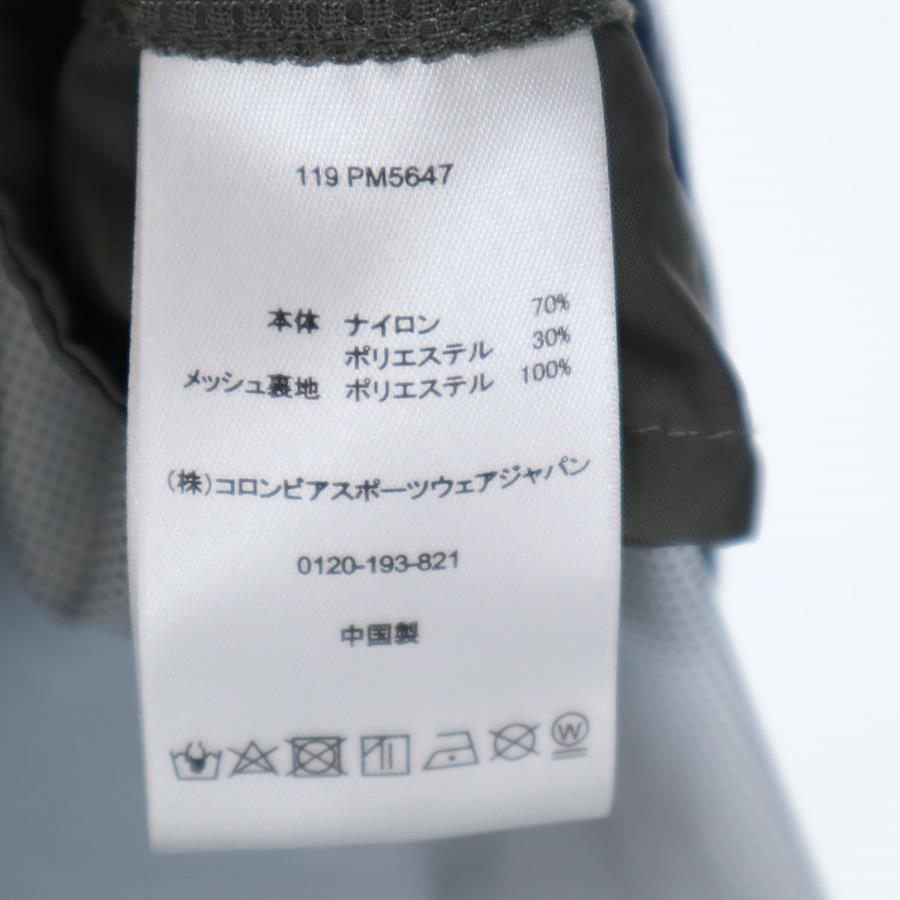 119 PM5647
本体 ナイロン 70%
ポリエステル 30%
メッシュ裏地 ポリエステル 100%
(株)コロンビアスポーツウェアジャパン
0120-193-821
中国製
W